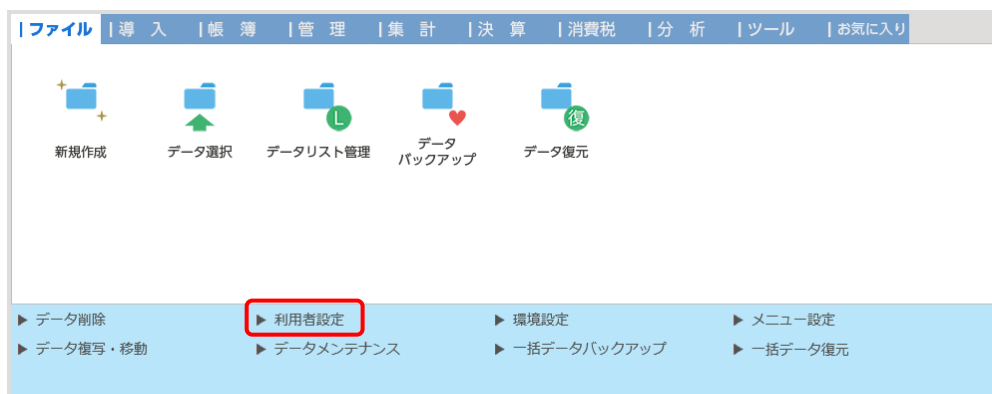 |ファイル |導 入 |帳 簿 |管 理 |集 計 |決 算 |消費税 |分 析 |ツール |お気に入り
L 復
新規作成 データ選択 データリスト管理 データ
バックアップ データ復元
▶ データ削除 ▶ 利用者設定 ▶ 環境設定 ▶ メニュー設定
▶ データ複写・移動 ▶ データメンテナンス ▶ 一括データバックアップ ▶ 一括データ復元